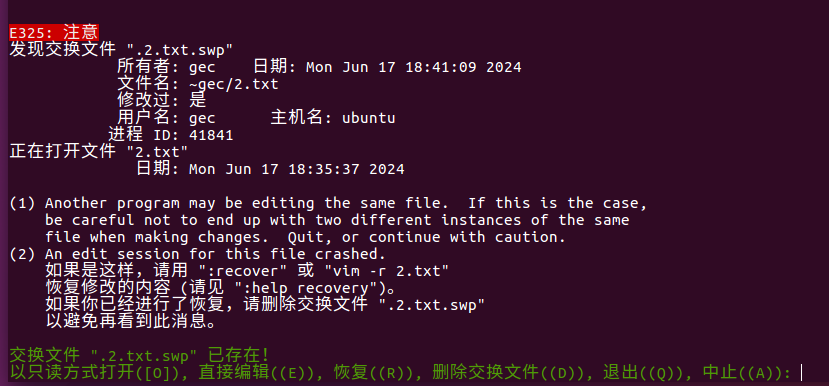 E325: 注意
发现交换文件 ".2.txt.swp"
所有者: gec    日期: Mon Jun 17 18:41:09 2024
文件名: ~gec/2.txt
修改过: 是
用户名: gec      主机名: ubuntu
进程 ID: 41841
正在打开文件 "2.txt"
日期: Mon Jun 17 18:35:37 2024
(1) Another program may be editing the same file.  If this is the case,
be careful not to end up with two different instances of the same
file when making changes.  Quit, or continue with caution.
(2) An edit session for this file crashed.
如果是这样，请用 ":recover" 或 "vim -r 2.txt"
恢复修改的内容 (请见 ":help recovery")。
如果你已经进行了恢复，请删除交换文件 ".2.txt.swp"
以避免再看到此消息。
交换文件 ".2.txt.swp" 已存在！
以只读方式打开([O]), 直接编辑((E)), 恢复((R)), 删除交换文件((D)), 退出((Q)), 中止((A)):